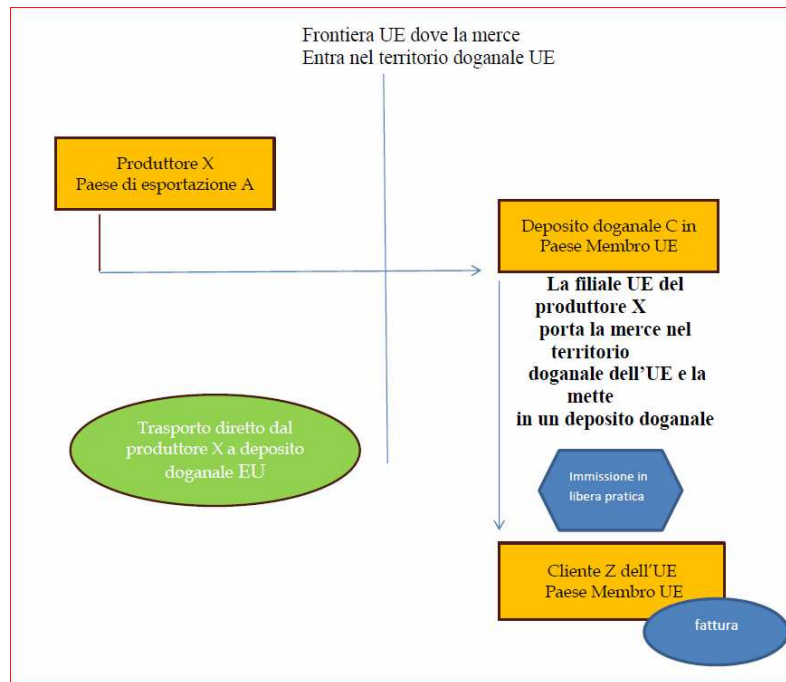 Frontiera UE dove la merce
Entra nel territorio doganale UE
Produttore X
Paese di esportazione A
Deposito doganale C in
Paese Membro UE
La filiale UE del
produttore X
porta la merce nel
territorio
doganale dell'UE e la
mette
in un deposito doganale
Trasporto diretto dal
produttore X a deposito
doganale EU
Immissione in
libera pratica
Cliente Z dell'UE
Paese Membro UE
fattura